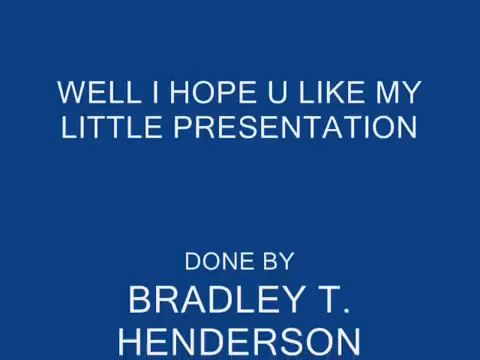 WELL I HOPE U LIKE MY
LITTLE PRESENTATION
DONE BY
BRADLEY T.
HENDERSON